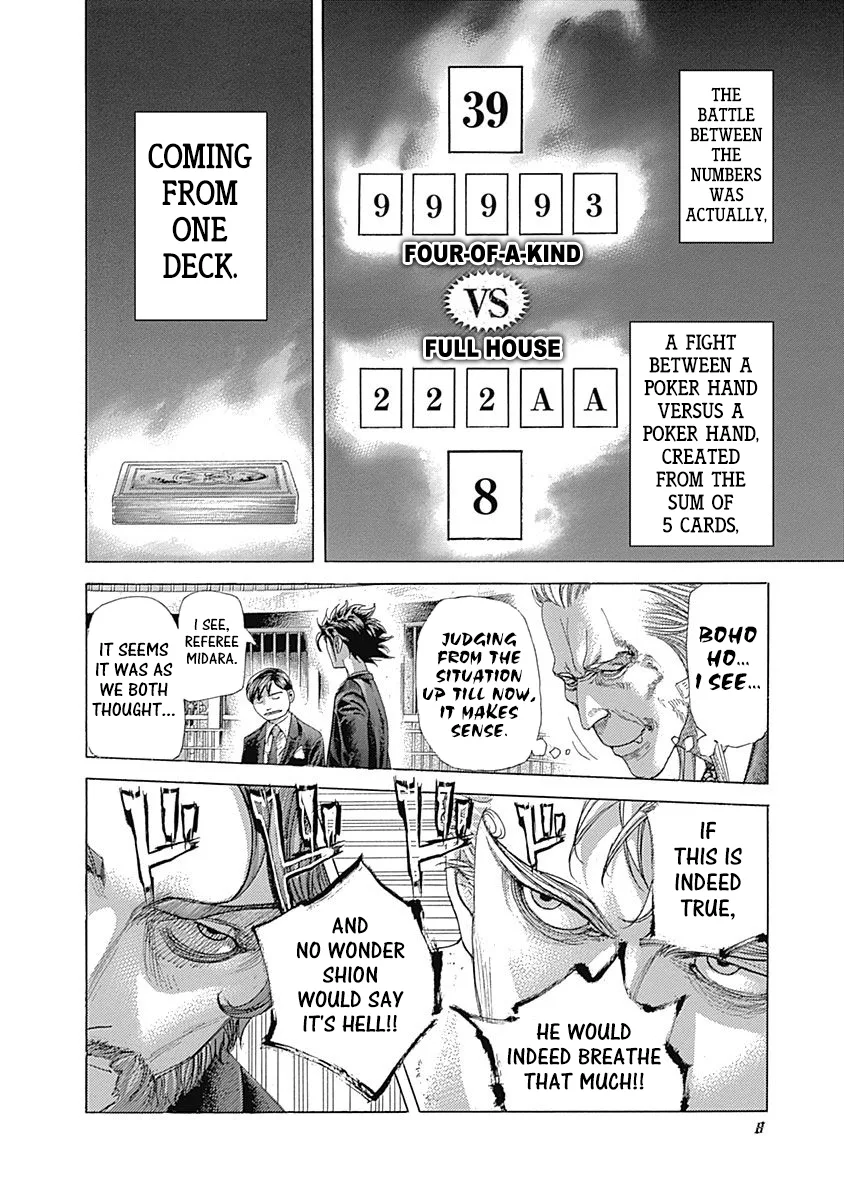 THE
BATTLE
BETWEEN
THE
NUMBERS
WAS
ACTUALLY,
39
9 9 9 9 3
FOUR-OF-A-KIND
VS
FULL HOUSE
2 2 2 A A
8
A FIGHT
BETWEEN A
POKER HAND
VERSUS A
POKER HAND,
CREATED
FROM THE
SUM OF
5 CARDS,
COMING
FROM
ONE
DECK.
BOHO
HO...
I SEE...
JUDGING
FROM THE
SITUATION
UP TILL NOW,
IT MAKES
SENSE.
I SEE,
REFEREE
MIDARA.
IT SEEMS
IT WAS AS
WE BOTH
THOUGHT...
IF
THIS IS
INDEED
TRUE,
HE WOULD
INDEED BREATHE
THAT MUCH!!
AND
NO WONDER
SHION
WOULD SAY
IT'S HELL!!